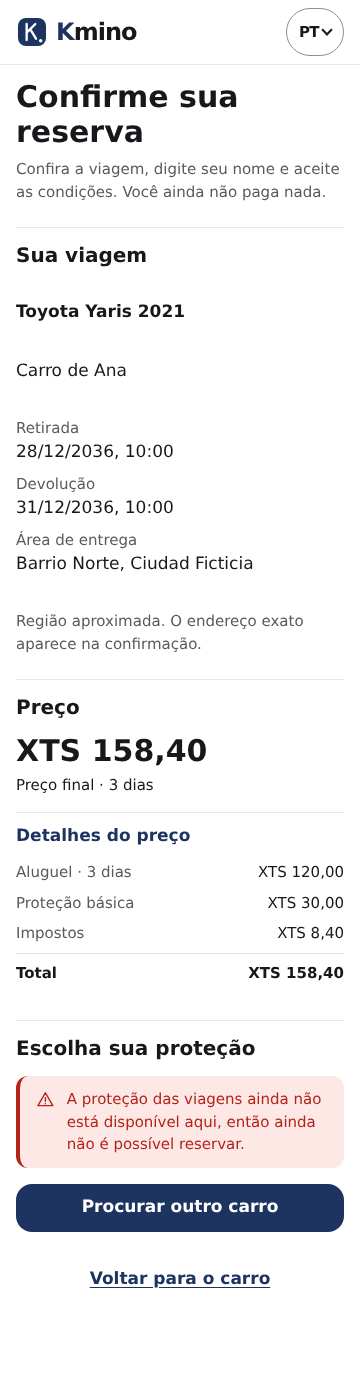 Kmino
PT
Confirme sua
reserva
Confira a viagem, digite seu nome e aceite
as condições. Você ainda não paga nada.
Sua viagem
Toyota Yaris 2021
Carro de Ana
Retirada
28/12/2036, 10:00
Devolução
31/12/2036, 10:00
Área de entrega
Barrio Norte, Ciudad Ficticia
Região aproximada. O endereço exato
aparece na confirmação.
Preço
XTS 158,40
Preço final · 3 dias
Detalhes do preço
Aluguel · 3 dias XTS 120,00
Proteção básica XTS 30,00
Impostos XTS 8,40
Total XTS 158,40
Escolha sua proteção
A proteção das viagens ainda não
está disponível aqui, então ainda
não é possível reservar.
Procurar outro carro
Voltar para o carro